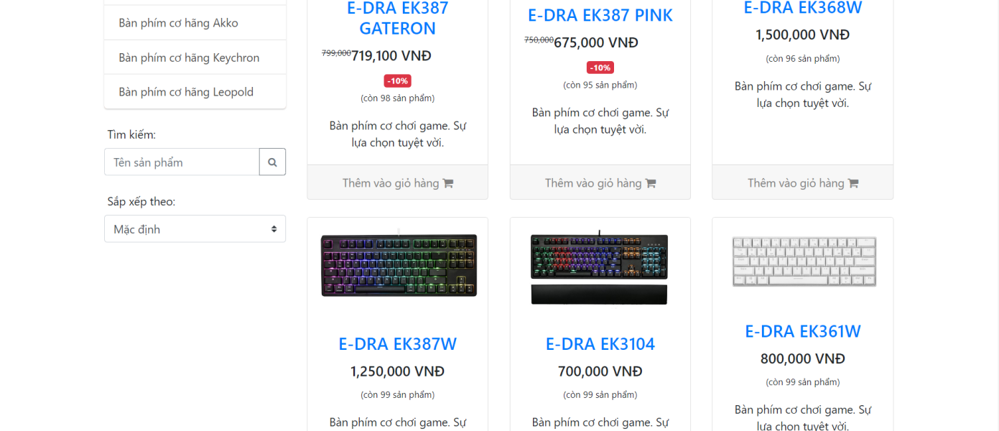 Bàn phím cơ hãng Akko
Bàn phím cơ hãng Keychron
Bàn phím cơ hãng Leopold
Tìm kiếm:
Tên sản phẩm
Sắp xếp theo:
Mặc định
E-DRA EK387
GATERON
799,000719,100 VNĐ
-10%
(còn 98 sản phẩm)
Bàn phím cơ chơi game. Sự
lựa chọn tuyệt vời.
Thêm vào giỏ hàng
E-DRA EK387 PINK
750,000675,000 VNĐ
-10%
(còn 95 sản phẩm)
Bàn phím cơ chơi game. Sự
lựa chọn tuyệt vời.
Thêm vào giỏ hàng
E-DRA EK368W
1,500,000 VNĐ
(còn 96 sản phẩm)
Bàn phím cơ chơi game. Sự
lựa chọn tuyệt vời.
Thêm vào giỏ hàng
E-DRA EK387W
1,250,000 VNĐ
(còn 99 sản phẩm)
Bàn phím cơ chơi game. Sự
E-DRA EK3104
700,000 VNĐ
(còn 99 sản phẩm)
Bàn phím cơ chơi game. Sự
E-DRA EK361W
800,000 VNĐ
(còn 99 sản phẩm)
Bàn phím cơ chơi game. Sự
lựa chọn tuyệt vời.